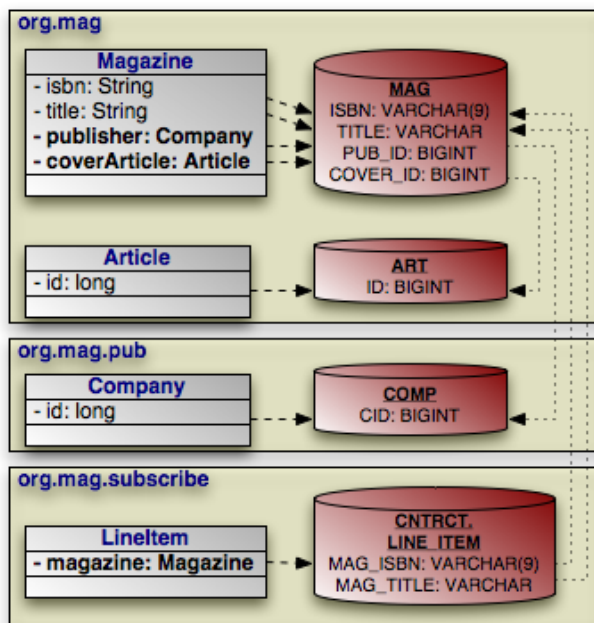 org.mag
Magazine
- isbn: String
- title: String
- publisher: Company
- coverArticle: Article
MAG
ISBN: VARCHAR(9)
TITLE: VARCHAR
PUB_ID: BIGINT
COVER_ID: BIGINT
Article
- id: long
ART
ID: BIGINT
org.mag.pub
Company
- id: long
COMP
CID: BIGINT
org.mag.subscribe
LineItem
- magazine: Magazine
CNTRCT.
LINE_ITEM
MAG_ISBN: VARCHAR(9)
MAG_TITLE: VARCHAR